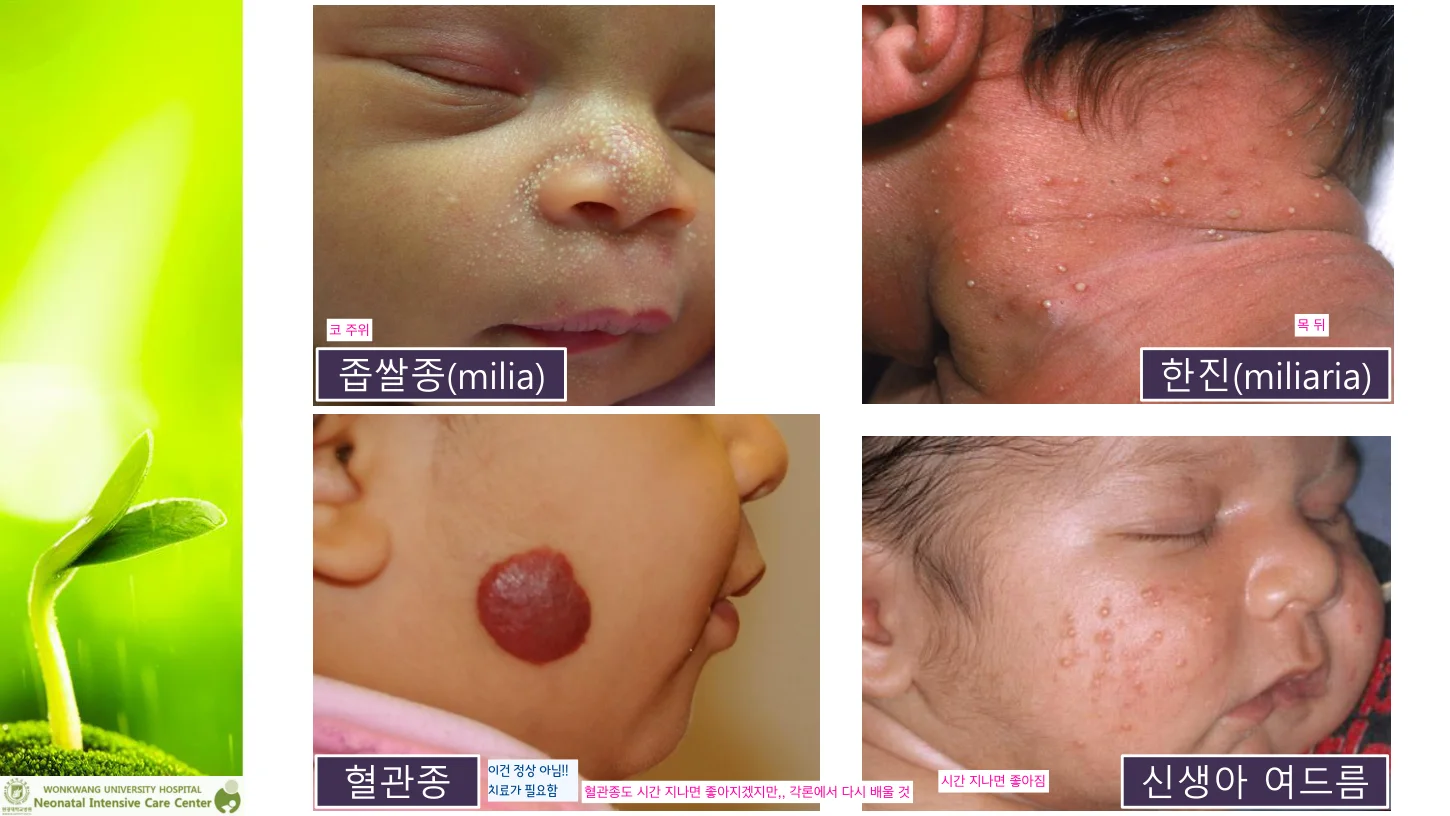 코 주위
좁쌀종(milia)
목 뒤
한진(miliaria)
혈관종
이건 정상 아님!!
치료가 필요함
혈관종도 시간 지나면 좋아지겠지만,, 각론에서 다시 배울 것
시간 지나면 좋아짐
신생아 여드름
WONKWANG UNIVERSITY HOSPITAL
Neonatal Intensive Care Center